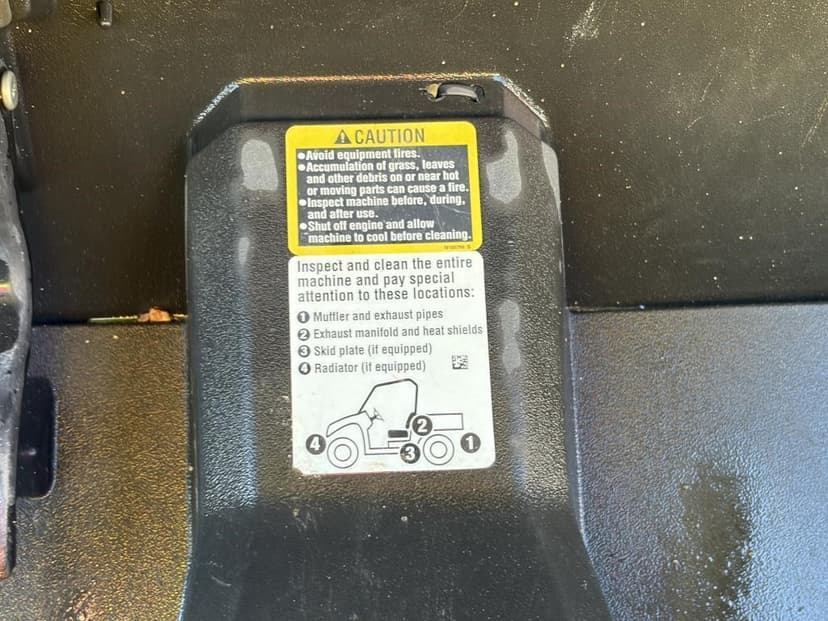 CAUTION
•Avoid equipment fires.
•Accumulation of grass, leaves
and other debris on or near hot
or moving parts can cause a fire.
•Inspect machine before, during,
and after use.
•Shut off engine and allow
machine to cool before cleaning.
Inspect and clean the entire
machine and pay special
attention to these locations:
1 Muffler and exhaust pipes
2 Exhaust manifold and heat shields
3 Skid plate (if equipped)
4 Radiator (if equipped)
2
4 3 1